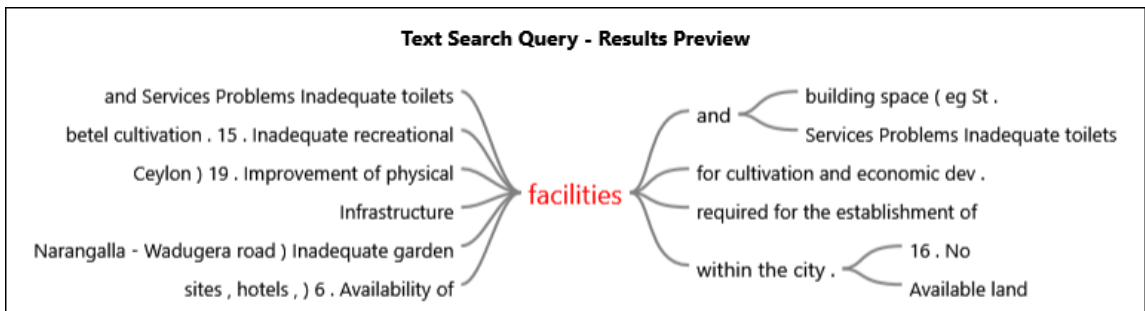 Text Search Query - Results Preview
and Services Problems Inadequate toilets
betel cultivation . 15 . Inadequate recreational
Ceylon ) 19 . Improvement of physical
Infrastructure
Narangalla - Wadugera road ) Inadequate garden
sites , hotels , ) 6 . Availability of
facilities
and
building space ( eg St .
Services Problems Inadequate toilets
for cultivation and economic dev .
required for the establishment of
within the city .
16 . No
Available land